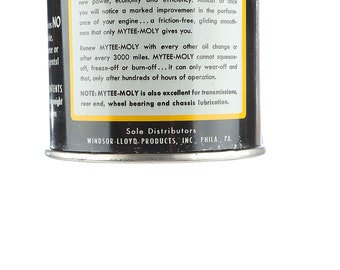 new power, economy and efficiency. Almost at once
you will notice a marked improvement in the perform-
ance of your engine... a friction-free, gliding smooth-
ness that only MYTEE-MOLY gives you.
Renew MYTEE-MOLY with every other oil change or
after every 3000 miles. MYTEE-MOLY cannot squeeze-
off, freeze-off or burn-off...it can only wear-off and
that, only after hundreds of hours of operation.
NOTE: MYTEE-MOLY is also excellent for transmissions,
rear end, wheel bearing and chassis lubrication.
Sole Distributors
WINDSOR-LLOYD-PRODUCTS, INC., PHILA., PA.
NO
or
ONTENTS
weight